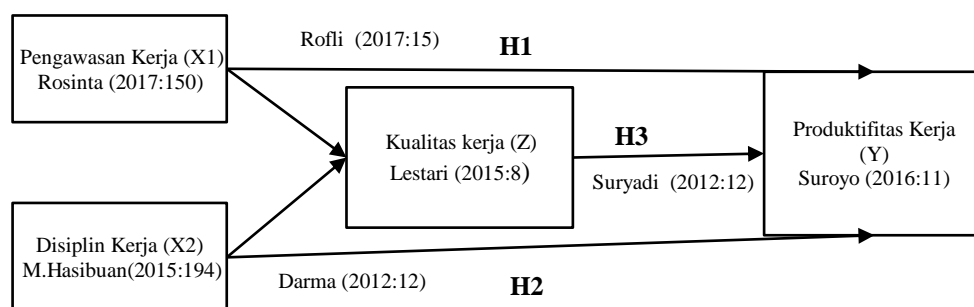 Rofli (2017:15)
H1
Pengawasan Kerja (X1)
Rosinta (2017:150)
Kualitas kerja (Z)
Lestari (2015:8)
H3
Suryadi (2012:12)
Produktifitas Kerja
(Y)
Suroyo (2016:11)
Disiplin Kerja (X2)
M.Hasibuan(2015:194)
Darma (2012:12)
H2